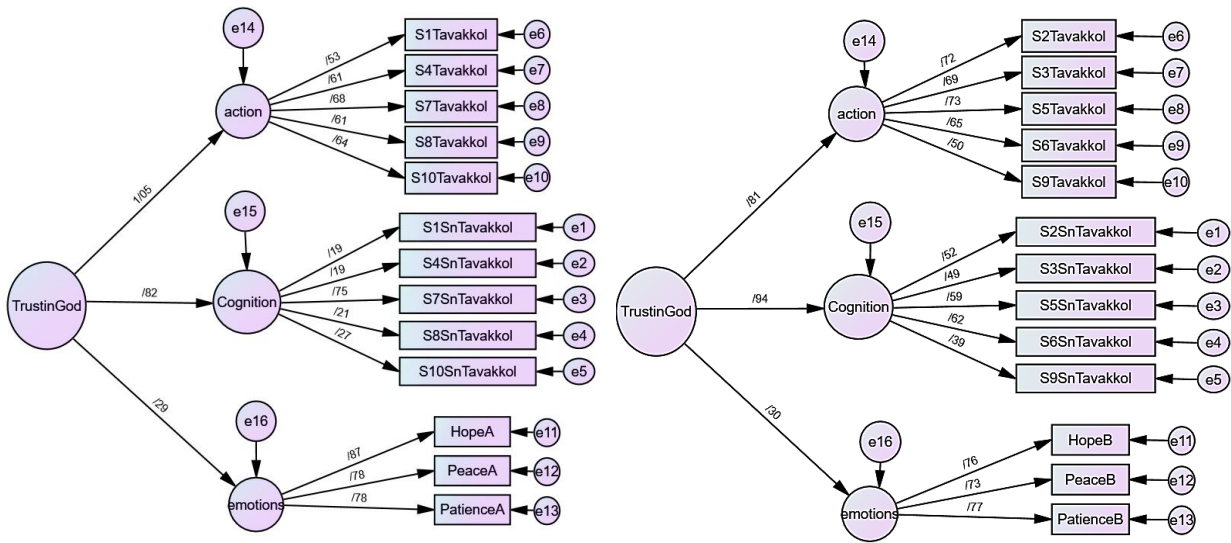 e14
S1Tavakkol
e6
/53
S4Tavakkol
e7
/61
action
S7Tavakkol
e8
/68
S8Tavakkol
e9
/61
S10Tavakkol
e10
/64
1/05
e15
S1SnTavakkol
e1
/19
S4SnTavakkol
e2
/19
TrustinGod
/82
Cognition
S7SnTavakkol
e3
/75
S8SnTavakkol
e4
/21
S10SnTavakkol
e5
/27
/29
e16
HopeA
e11
/87
PeaceA
e12
/78
emotions
PatienceA
e13
/78
e14
S2Tavakkol
e6
/72
S3Tavakkol
e7
/69
action
S5Tavakkol
e8
/73
S6Tavakkol
e9
/65
S9Tavakkol
e10
/50
/81
e15
S2SnTavakkol
e1
/52
S3SnTavakkol
e2
/49
TrustinGod
/94
Cognition
S5SnTavakkol
e3
/59
S6SnTavakkol
e4
/62
S9SnTavakkol
e5
/39
/30
e16
HopeB
e11
/76
PeaceB
e12
/73
emotions
PatienceB
e13
/77